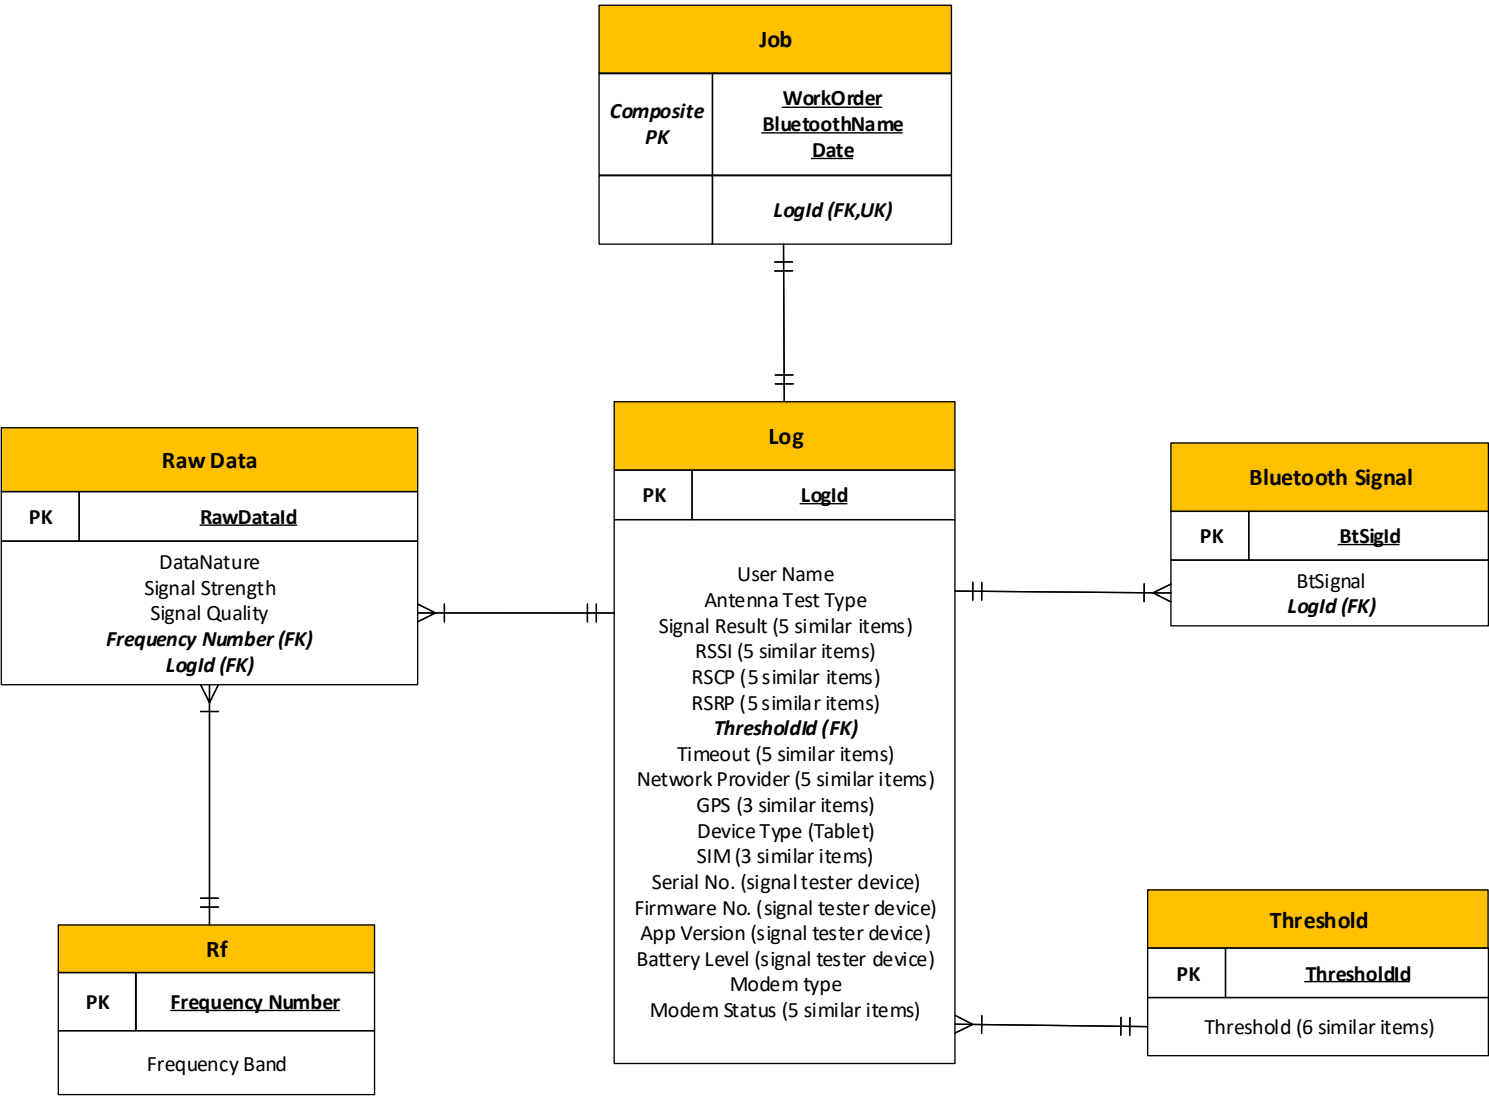 Job
Composite
PK
WorkOrder
BluetoothName
Date
LogId (FK,UK)
Raw Data
PK
RawDataId
DataNature
Signal Strength
Signal Quality
Frequency Number (FK)
LogId (FK)
Log
PK
LogId
User Name
Antenna Test Type
Signal Result (5 similar items)
RSSI (5 similar items)
RSCP (5 similar items)
RSRP (5 similar items)
ThresholdId (FK)
Timeout (5 similar items)
Network Provider (5 similar items)
GPS (3 similar items)
Device Type (Tablet)
SIM (3 similar items)
Serial No. (signal tester device)
Firmware No. (signal tester device)
App Version (signal tester device)
Battery Level (signal tester device)
Modem type
Modem Status (5 similar items)
Bluetooth Signal
PK
BtSigId
BtSignal
LogId (FK)
Rf
PK
Frequency Number
Frequency Band
Threshold
PK
ThresholdId
Threshold (6 similar items)